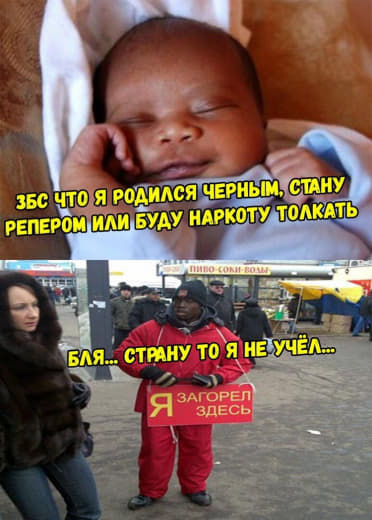 ЗБС ЧТО Я РОДИЛСЯ ЧЕРНЫМ, СТАНУ
РЕПЕРОМ ИЛИ БУДУ НАРКОТУ ТОЛКАТЬ
ПИВО-СОКИ-ВОДЫ
БЛЯ... СТРАНУ ТО Я НЕ УЧЁЛ...
Я ЗАГОРЕЛ
ЗДЕСЬ